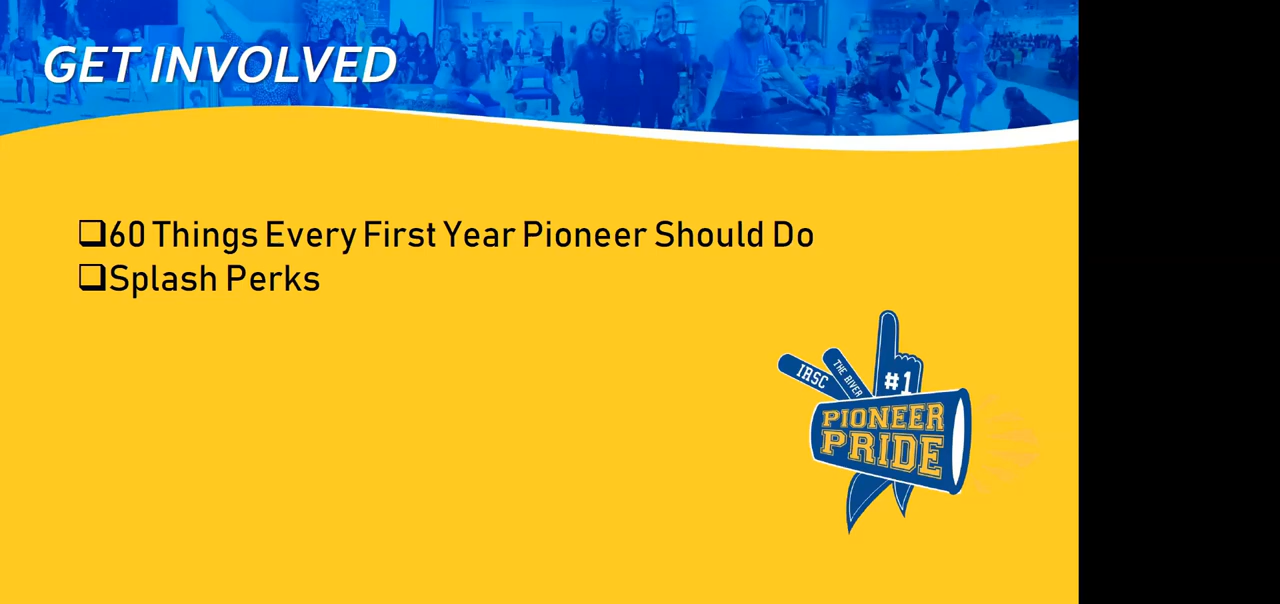 GET INVOLVED
❑60 Things Every First Year Pioneer Should Do
❑Splash Perks
IRSC
THE RIVER
#1
PIONEER
PRIDE